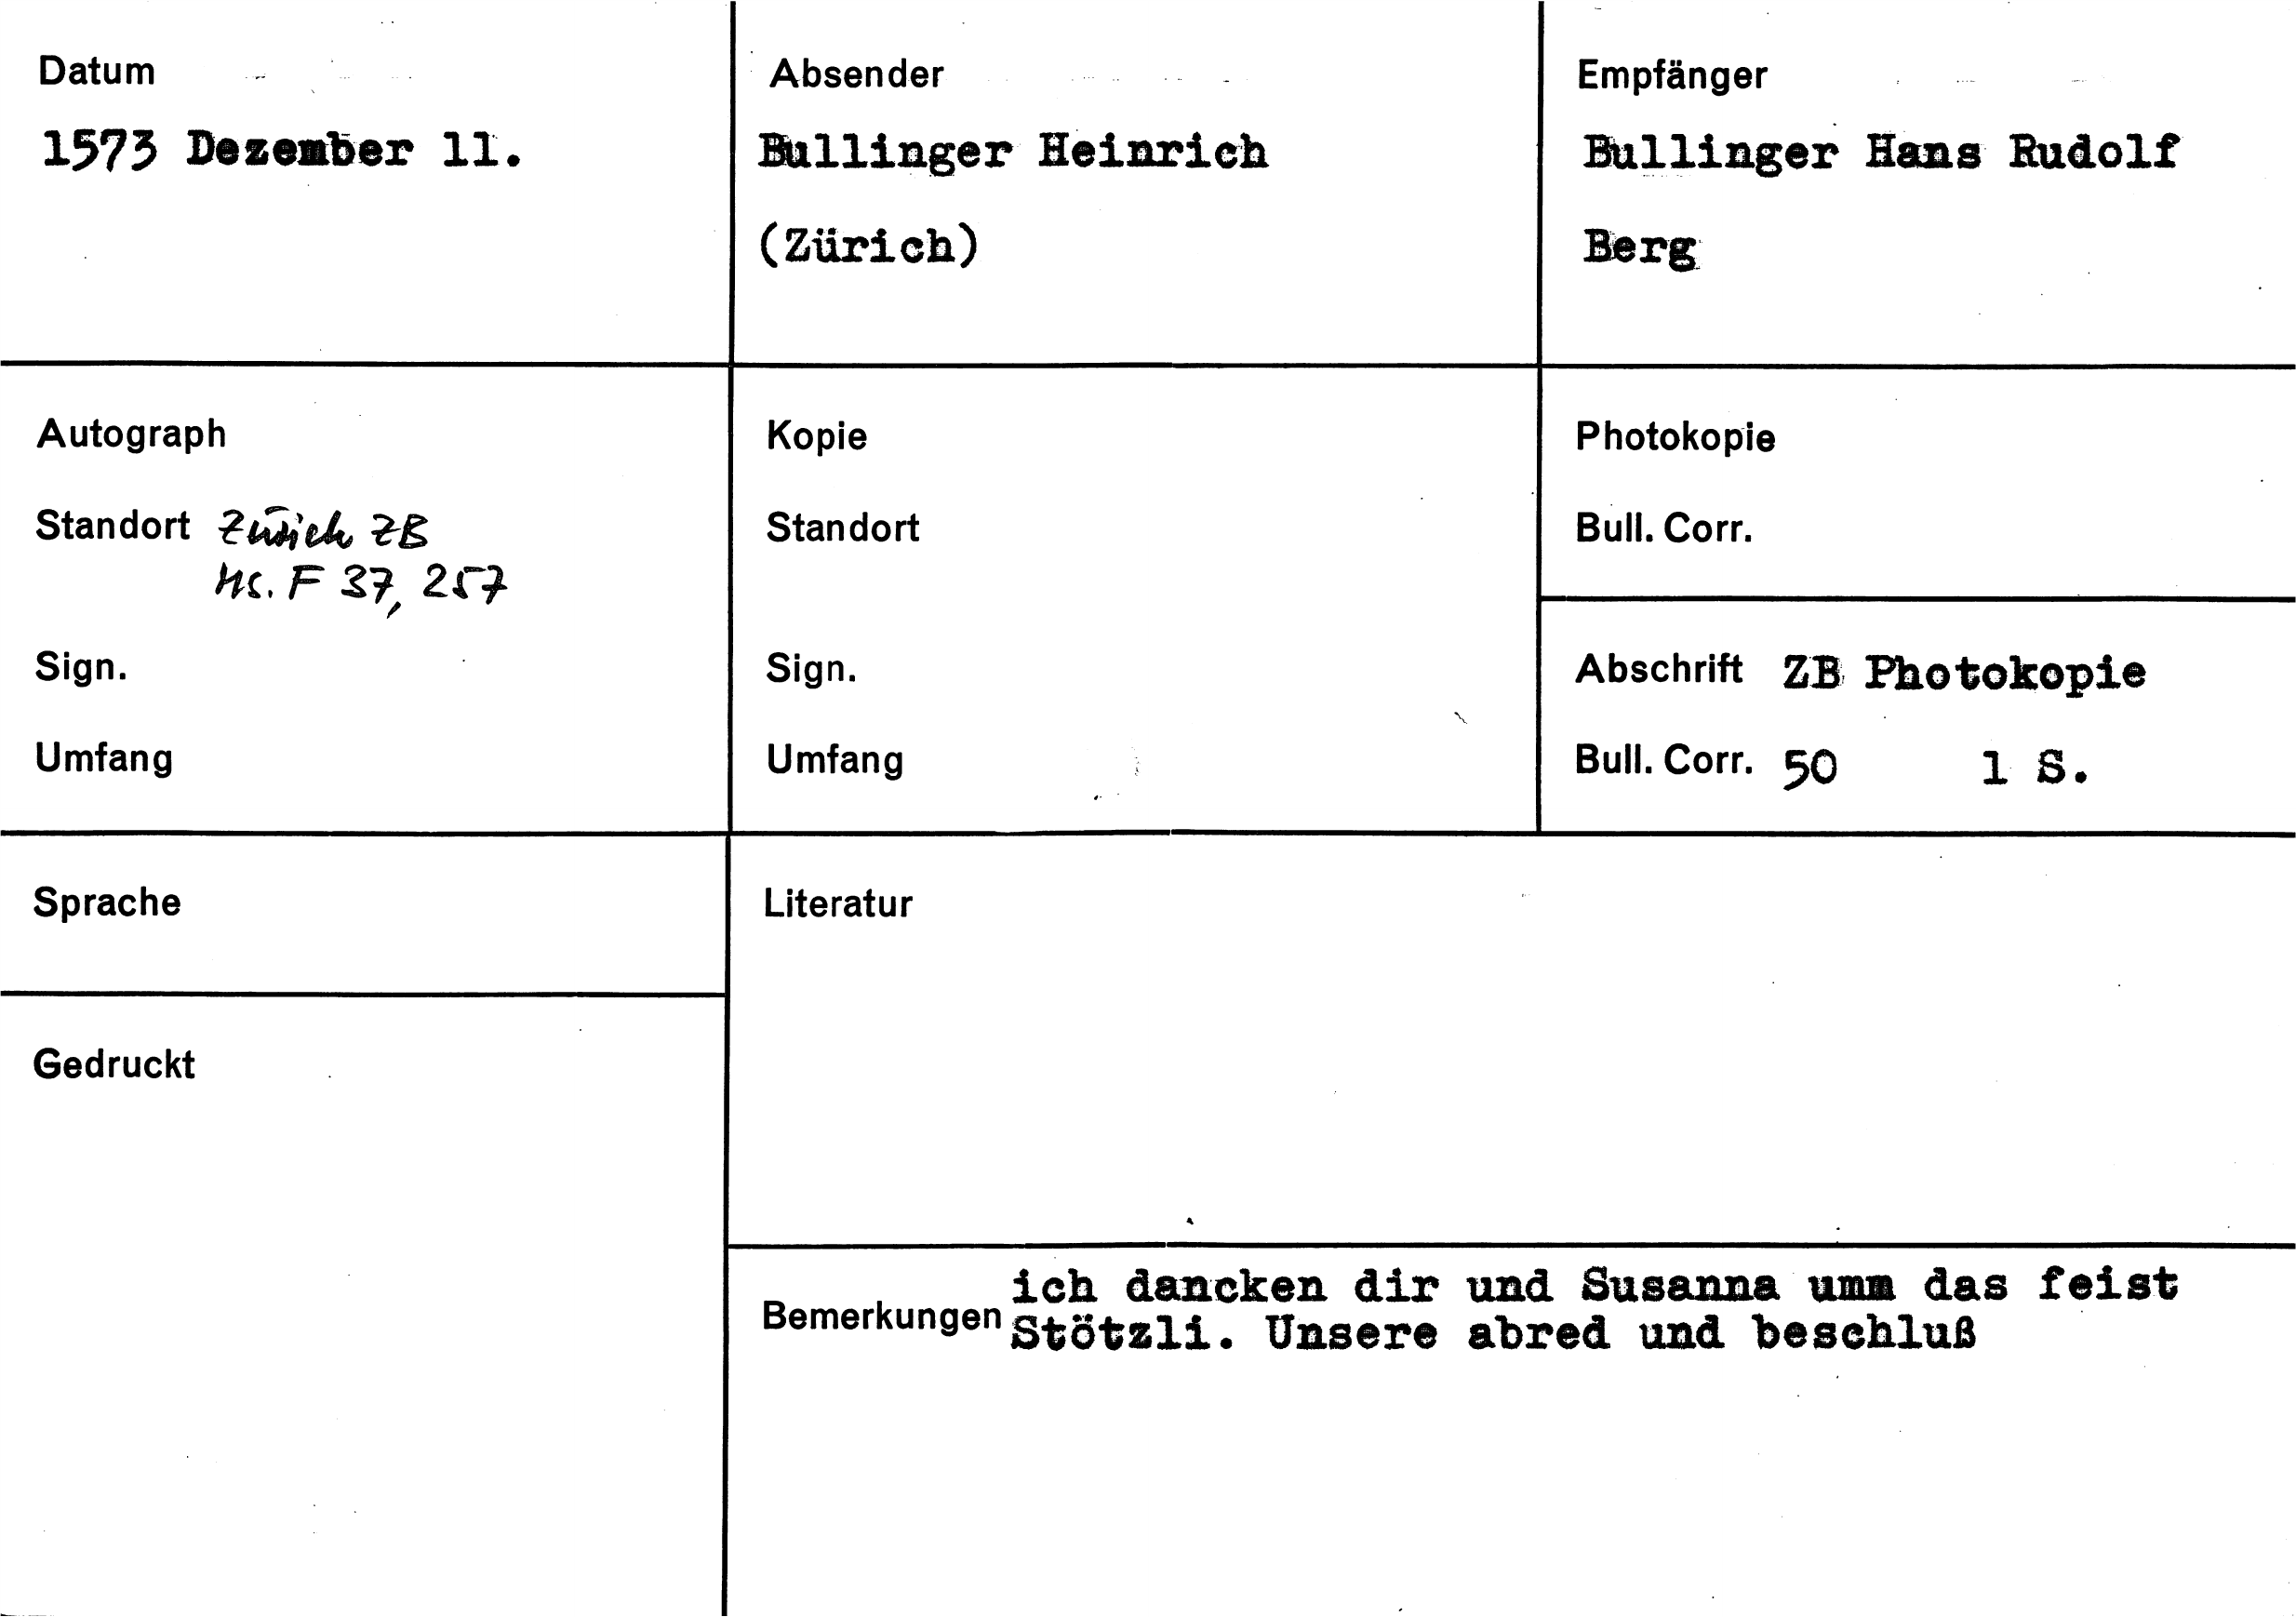 Datum
1573 Dezember 11.
Absender
Bullinger Heinrich
(Zürich)
Empfänger
Bullinger Hans Rudolf
Berg
Autograph
Standort Zürich ZB
Ms. F 37, 257
Sign.
Umfang
Kopie
Standort
Sign.
Umfang
Photokopie
Bull. Corr.
Abschrift ZB Photokopie
Bull. Corr. 50 1 S.
Sprache
Gedruckt
Literatur
Bemerkungen
ich dancken dir und Susanna umm das feist
Stötzli. Unsere abred und beschluß